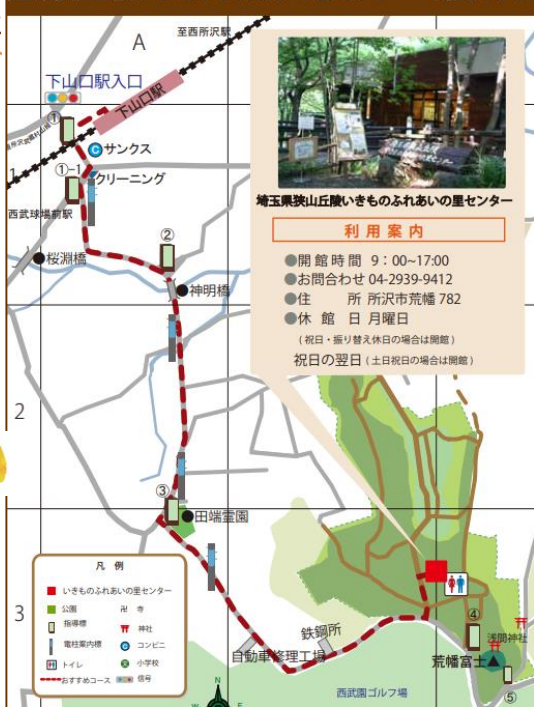 A
至西所沢駅
下山口駅入口
下山口駅
①
サンクス
①-1
クリーニング
1
西武球場前駅
②
桜淵橋
神明橋
埼玉県狭山丘陵いきものふれあいの里センター
利用案内
●開館時間 9:00~17:00
●お問合わせ 04-2939-9412
●住 所 所沢市荒幡 782
●休 館 日 月曜日
(祝日・振り替え休日の場合は開館)
祝日の翌日(土日祝日の場合は開館)
2
③
田端霊園
3
凡 例
いきものふれあいの里センター
公園
卍 寺
指導標
神社
電柱案内標
コンビニ
トイレ
小学校
おすすめコース
信号
鉄鋼所
自動車修理工場
④
浅間神社
荒幡富士
⑤
西武園ゴルフ場
N
W
E